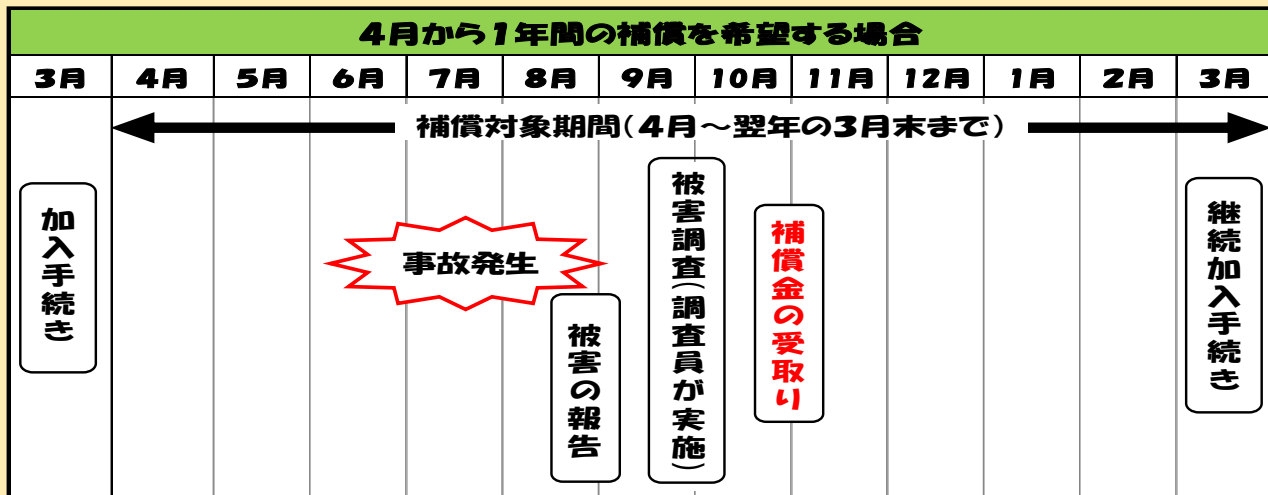 4月から1年間の補償を希望する場合
3月 4月 5月 6月 7月 8月 9月 10月 11月 12月 1月 2月 3月
補償対象期間(4月～翌年の3月末まで)
加入手続き
事故発生
被害の報告
被害調査(調査員が実施)
補償金の受取り
継続加入手続き